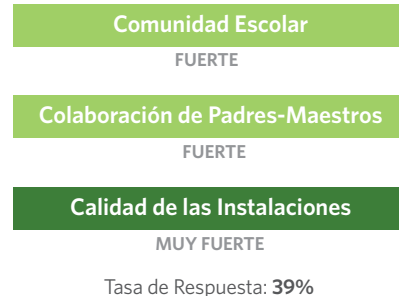 Comunidad Escolar
FUERTE
Colaboración de Padres-Maestros
FUERTE
Calidad de las Instalaciones
MUY FUERTE
Tasa de Respuesta: 39%